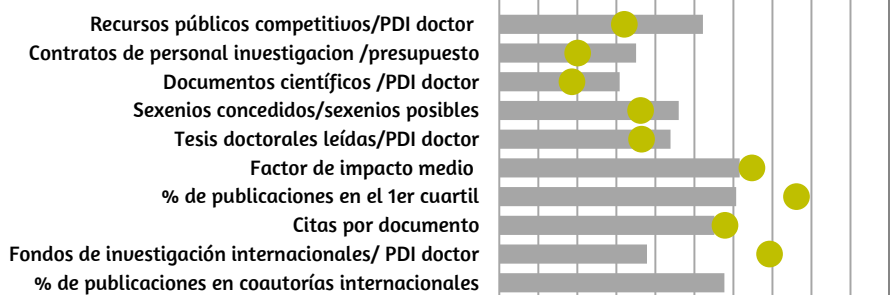 Recursos públicos competitivos/PDI doctor
Contratos de personal investigacion /presupuesto
Documentos científicos /PDI doctor
Sexenios concedidos/sexenios posibles
Tesis doctorales leídas/PDI doctor
Factor de impacto medio
% de publicaciones en el 1er cuartil
Citas por documento
Fondos de investigación internacionales/ PDI doctor
% de publicaciones en coautorías internacionales